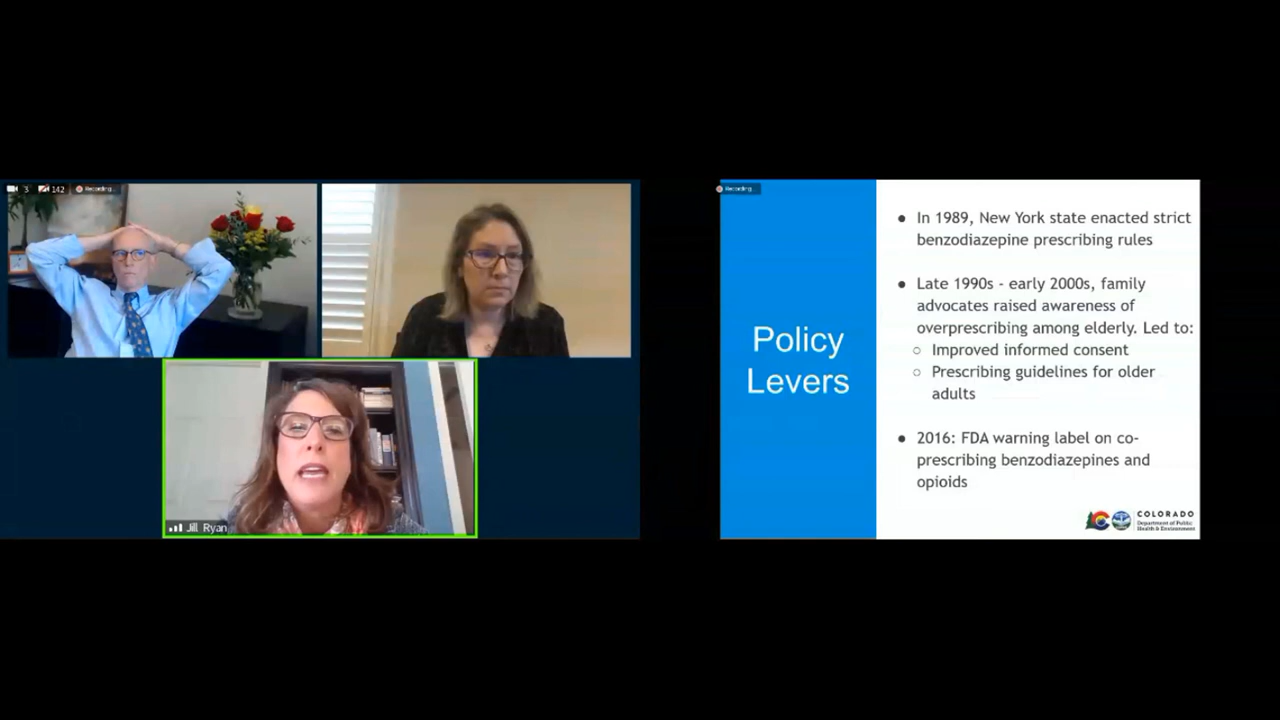 3 142 Recording...
Jill Ryan
Recording...
Policy
Levers
● In 1989, New York state enacted strict
benzodiazepine prescribing rules
● Late 1990s - early 2000s, family
advocates raised awareness of
overprescribing among elderly. Led to:
○ Improved informed consent
○ Prescribing guidelines for older
adults
● 2016: FDA warning label on co-
prescribing benzodiazepines and
opioids
COLORADO
Department of Public
Health & Environment